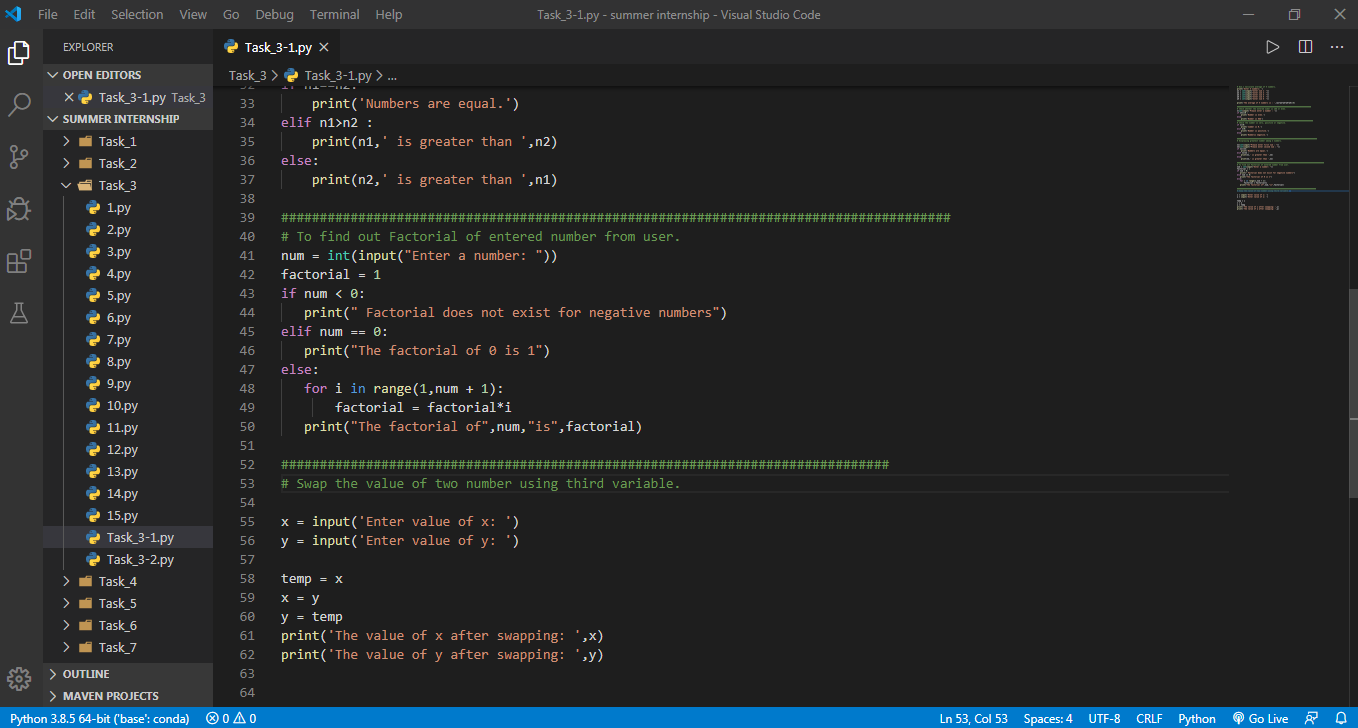 File Edit Selection View Go Debug Terminal Help
Task_3-1.py - summer internship - Visual Studio Code
EXPLORER
OPEN EDITORS
Task_3-1.py Task_3
SUMMER INTERNSHIP
Task_1
Task_2
Task_3
1.py
2.py
3.py
4.py
5.py
6.py
7.py
8.py
9.py
10.py
11.py
12.py
13.py
14.py
15.py
Task_3-1.py
Task_3-2.py
Task_4
Task_5
Task_6
Task_7
OUTLINE
MAVEN PROJECTS
Task_3-1.py
Task_3 > Task_3-1.py > ...
32 if n1==n2:
33 print('Numbers are equal.')
34 elif n1>n2 :
35 print(n1,' is greater than ',n2)
36 else:
37 print(n2,' is greater than ',n1)
38
39 #######################################################################################
40 # To find out Factorial of entered number from user.
41 num = int(input("Enter a number: "))
42 factorial = 1
43 if num < 0:
44 print(" Factorial does not exist for negative numbers")
45 elif num == 0:
46 print("The factorial of 0 is 1")
47 else:
48 for i in range(1,num + 1):
49 factorial = factorial*i
50 print("The factorial of",num,"is",factorial)
51
52 ###############################################################################
53 # Swap the value of two number using third variable.
54
55 x = input('Enter value of x: ')
56 y = input('Enter value of y: ')
57
58 temp = x
59 x = y
60 y = temp
61 print('The value of x after swapping: ',x)
62 print('The value of y after swapping: ',y)
63
64
Python 3.8.5 64-bit ('base': conda) 0 0 Ln 53, Col 53 Spaces: 4 UTF-8 CRLF Python Go Live